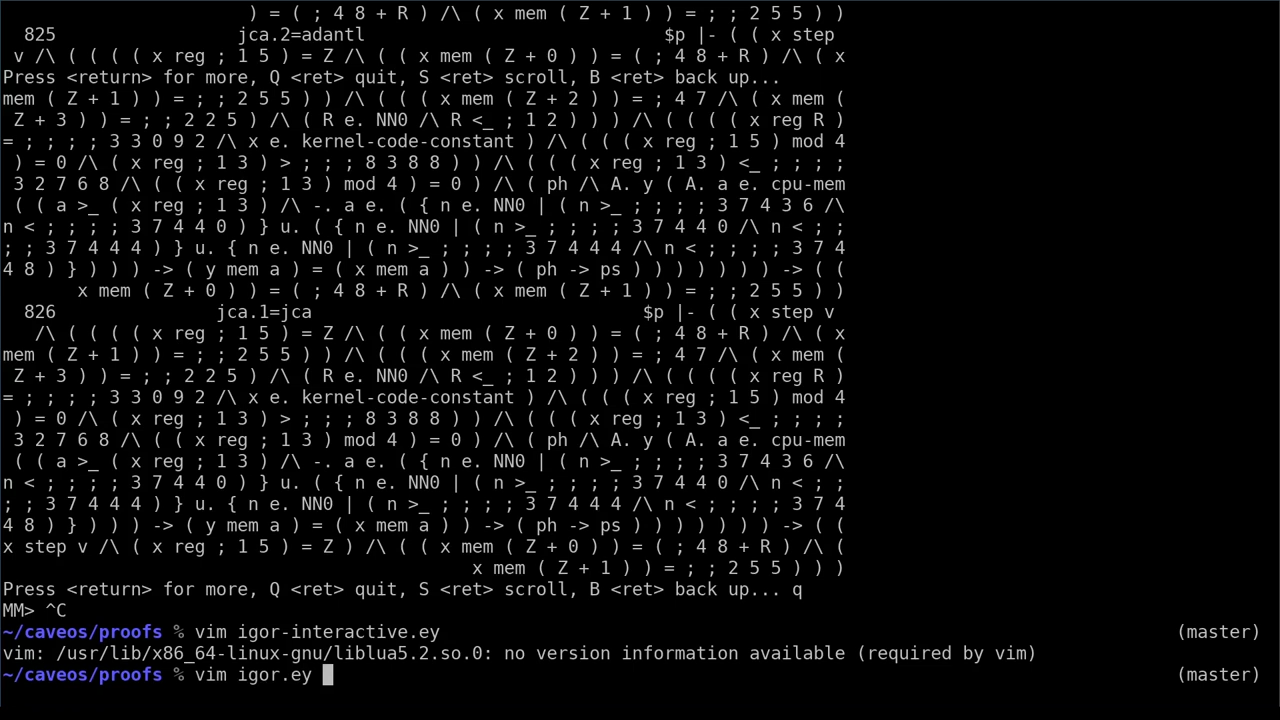 ) = ( ; 4 8 + R ) /\ ( x mem ( Z + 1 ) ) = ; ; 2 5 5 ) )
825 jca.2=adantl $p |- ( ( x step
v /\ ( ( ( ( x reg ; 1 5 ) = Z /\ ( ( x mem ( Z + 0 ) ) = ( ; 4 8 + R ) /\ ( x
Press <return> for more, Q <ret> quit, S <ret> scroll, B <ret> back up...
mem ( Z + 1 ) ) = ; ; 2 5 5 ) ) /\ ( ( ( x mem ( Z + 2 ) ) = ; 4 7 /\ ( x mem (
Z + 3 ) ) = ; ; 2 2 5 ) /\ ( R e. NN0 /\ R <_ ; 1 2 ) ) ) /\ ( ( ( ( x reg R )
= ; ; ; ; 3 3 0 9 2 /\ x e. kernel-code-constant ) /\ ( ( ( x reg ; 1 5 ) mod 4
) = 0 /\ ( x reg ; 1 3 ) > ; ; ; 8 3 8 8 ) ) /\ ( ( ( x reg ; 1 3 ) <_ ; ; ; ;
3 2 7 6 8 /\ ( ( x reg ; 1 3 ) mod 4 ) = 0 ) /\ ( ph /\ A. y ( A. a e. cpu-mem
( ( a >_ ( x reg ; 1 3 ) /\ -. a e. ( { n e. NN0 | ( n >_ ; ; ; ; 3 7 4 3 6 /\
n < ; ; ; ; 3 7 4 4 0 ) } u. ( { n e. NN0 | ( n >_ ; ; ; ; 3 7 4 4 0 /\ n < ; ;
; ; 3 7 4 4 4 ) } u. { n e. NN0 | ( n >_ ; ; ; ; 3 7 4 4 4 /\ n < ; ; ; ; 3 7 4
4 8 ) } ) ) ) -> ( y mem a ) = ( x mem a ) ) -> ( ph -> ps ) ) ) ) ) ) ) -> ( (
x mem ( Z + 0 ) ) = ( ; 4 8 + R ) /\ ( x mem ( Z + 1 ) ) = ; ; 2 5 5 ) )
826 jca.1=jca $p |- ( ( x step v
/\ ( ( ( ( x reg ; 1 5 ) = Z /\ ( ( x mem ( Z + 0 ) ) = ( ; 4 8 + R ) /\ ( x
mem ( Z + 1 ) ) = ; ; 2 5 5 ) ) /\ ( ( ( x mem ( Z + 2 ) ) = ; 4 7 /\ ( x mem (
Z + 3 ) ) = ; ; 2 2 5 ) /\ ( R e. NN0 /\ R <_ ; 1 2 ) ) ) /\ ( ( ( ( x reg R )
= ; ; ; ; 3 3 0 9 2 /\ x e. kernel-code-constant ) /\ ( ( ( x reg ; 1 5 ) mod 4
) = 0 /\ ( x reg ; 1 3 ) > ; ; ; 8 3 8 8 ) ) /\ ( ( ( x reg ; 1 3 ) <_ ; ; ; ;
3 2 7 6 8 /\ ( ( x reg ; 1 3 ) mod 4 ) = 0 ) /\ ( ph /\ A. y ( A. a e. cpu-mem
( ( a >_ ( x reg ; 1 3 ) /\ -. a e. ( { n e. NN0 | ( n >_ ; ; ; ; 3 7 4 3 6 /\
n < ; ; ; ; 3 7 4 4 0 ) } u. ( { n e. NN0 | ( n >_ ; ; ; ; 3 7 4 4 0 /\ n < ; ;
; ; 3 7 4 4 4 ) } u. { n e. NN0 | ( n >_ ; ; ; ; 3 7 4 4 4 /\ n < ; ; ; ; 3 7 4
4 8 ) } ) ) ) -> ( y mem a ) = ( x mem a ) ) -> ( ph -> ps ) ) ) ) ) ) ) -> ( (
x step v /\ ( x reg ; 1 5 ) = Z ) /\ ( ( x mem ( Z + 0 ) ) = ( ; 4 8 + R ) /\ (
x mem ( Z + 1 ) ) = ; ; 2 5 5 ) ) )
Press <return> for more, Q <ret> quit, S <ret> scroll, B <ret> back up... q
MM> ^C
~/caveos/proofs % vim igor-interactive.ey (master)
vim: /usr/lib/x86_64-linux-gnu/liblua5.2.so.0: no version information available (required by vim)
~/caveos/proofs % vim igor.ey (master)